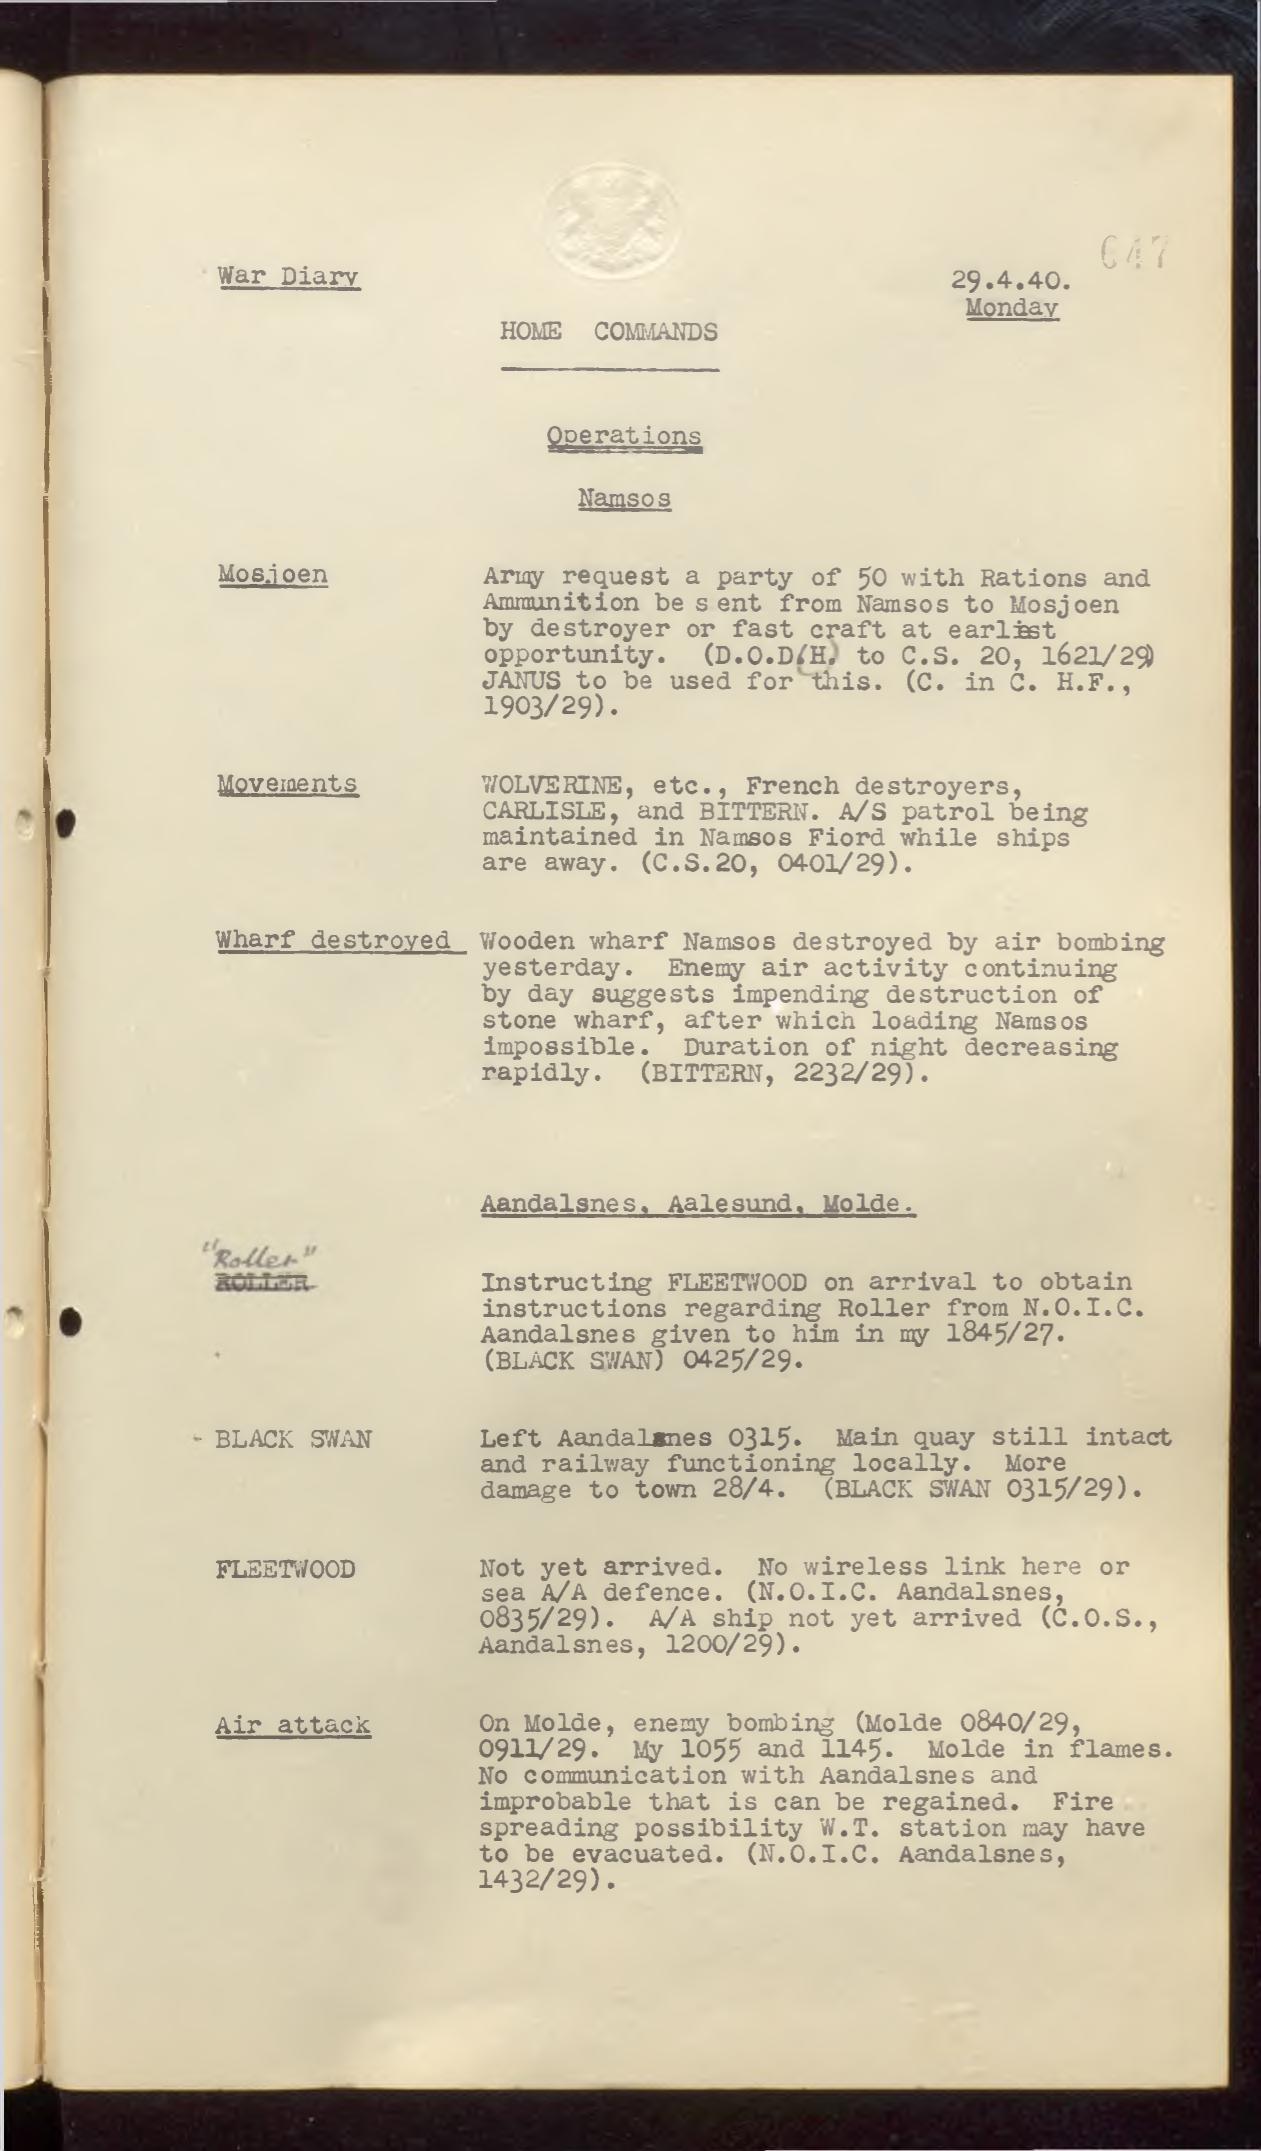 647
War Diary
29.4.40.
Monday
HOME COMMANDS
Operations
Namsos
Mosjoen
Army request a party of 50 with Rations and
Ammunition be sent from Namsos to Mosjoen
by destroyer or fast craft at earliest
opportunity. (D.O.D(H) to C.S. 20, 1621/29)
JANUS to be used for this. (C. in C. H.F.,
1903/29).
Movements
WOLVERINE, etc., French destroyers,
CARLISLE, and BITTERN. A/S patrol being
maintained in Namsos Fiord while ships
are away. (C.S.20, 0401/29).
Wharf destroyed
Wooden wharf Namsos destroyed by air bombing
yesterday. Enemy air activity continuing
by day suggests impending destruction of
stone wharf, after which loading Namsos
impossible. Duration of night decreasing
rapidly. (BITTERN, 2232/29).
Aandalsnes, Aalesund, Molde.
"Roller"
ROLLER
Instructing FLEETWOOD on arrival to obtain
instructions regarding Roller from N.O.I.C.
Aandalsnes given to him in my 1845/27.
(BLACK SWAN) 0425/29.
- BLACK SWAN
Left Aandalsnes 0315. Main quay still intact
and railway functioning locally. More
damage to town 28/4. (BLACK SWAN 0315/29).
FLEETWOOD
Not yet arrived. No wireless link here or
sea A/A defence. (N.O.I.C. Aandalsnes,
0835/29). A/A ship not yet arrived (C.O.S.,
Aandalsnes, 1200/29).
Air attack
On Molde, enemy bombing (Molde 0840/29,
0911/29. My 1055 and 1145. Molde in flames.
No communication with Aandalsnes and
improbable that is can be regained. Fire
spreading possibility W.T. station may have
to be evacuated. (N.O.I.C. Aandalsnes,
1432/29).